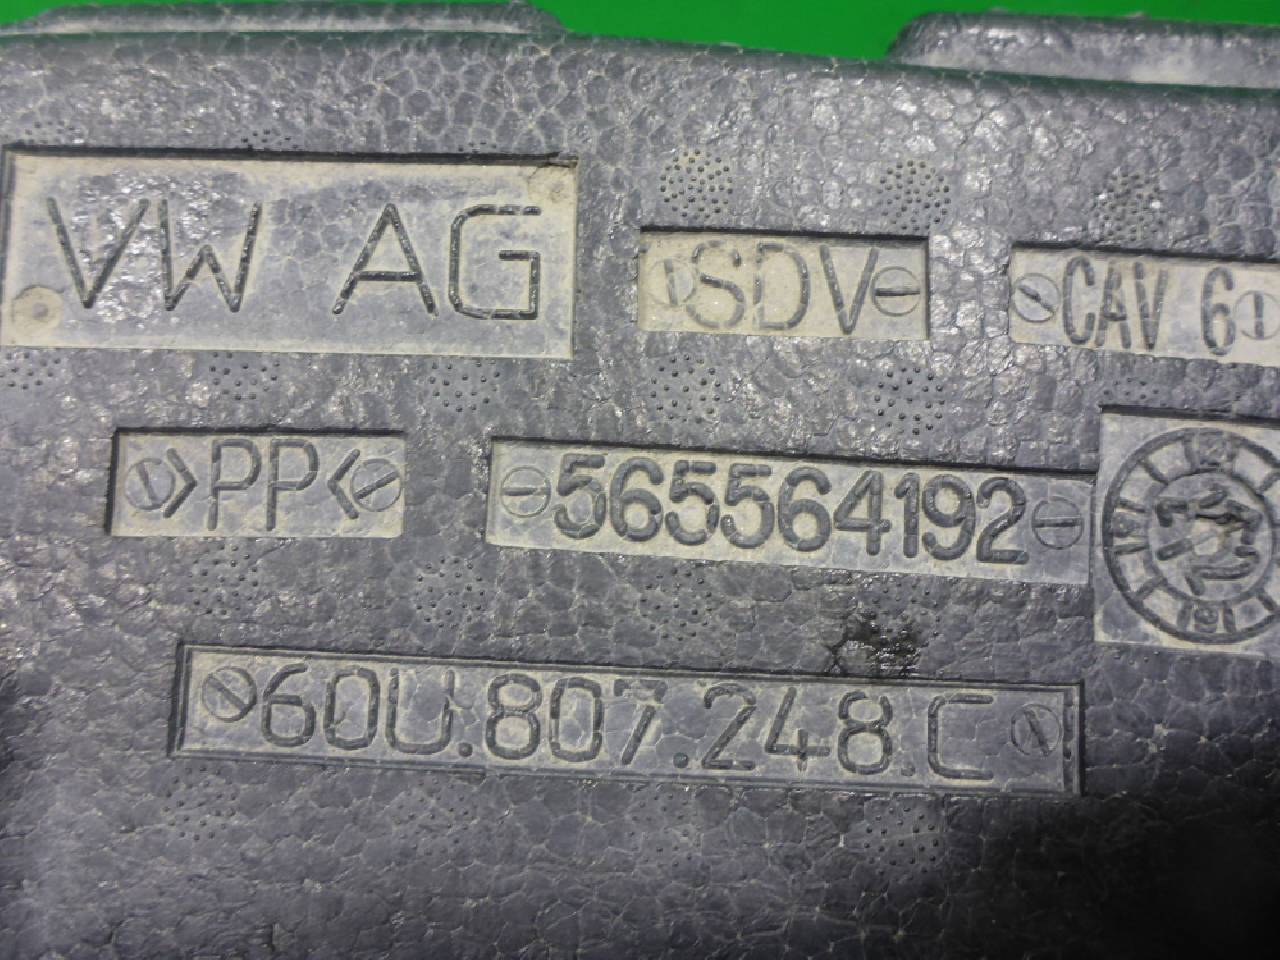 VW AG
SDV
CAV 6
>PP<
565564192
60U.807.248.C